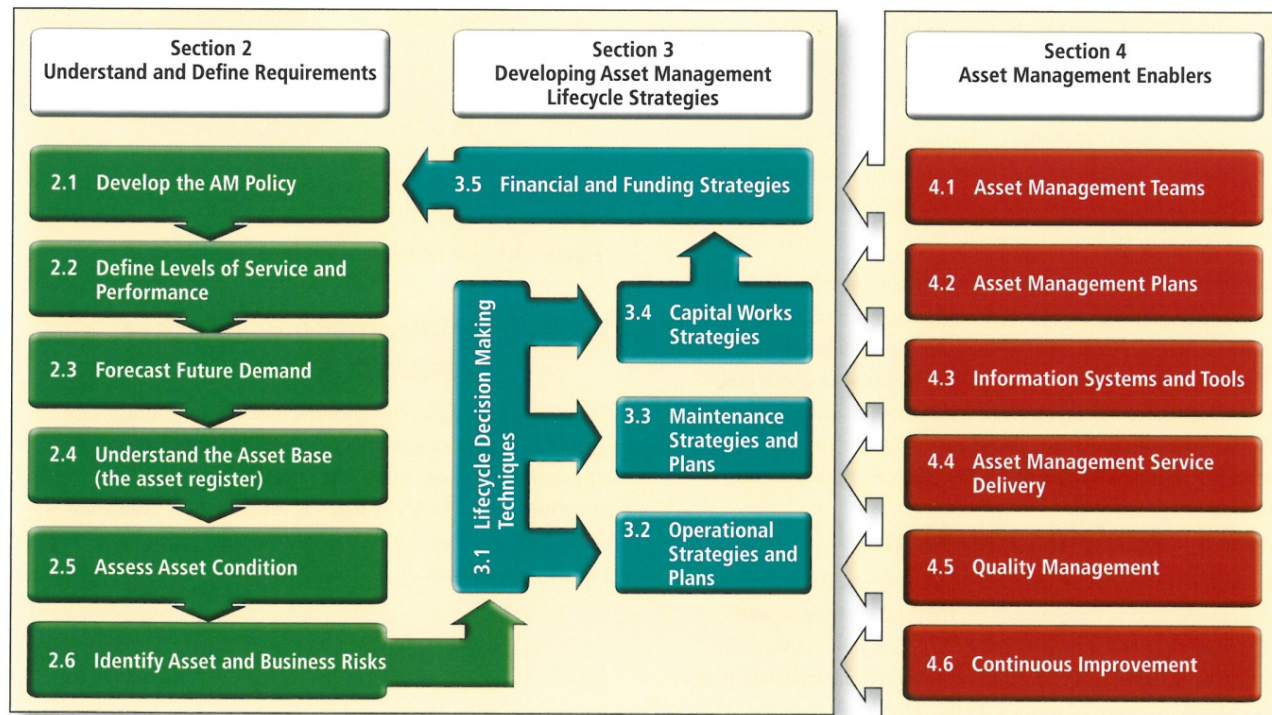 Section 2
Understand and Define Requirements
2.1 Develop the AM Policy
2.2 Define Levels of Service and
Performance
2.3 Forecast Future Demand
2.4 Understand the Asset Base
(the asset register)
2.5 Assess Asset Condition
2.6 Identify Asset and Business Risks
Section 3
Developing Asset Management
Lifecycle Strategies
3.5 Financial and Funding Strategies
3.1 Lifecycle Decision Making
Techniques
3.4 Capital Works
Strategies
3.3 Maintenance
Strategies and
Plans
3.2 Operational
Strategies and
Plans
Section 4
Asset Management Enablers
4.1 Asset Management Teams
4.2 Asset Management Plans
4.3 Information Systems and Tools
4.4 Asset Management Service
Delivery
4.5 Quality Management
4.6 Continuous Improvement